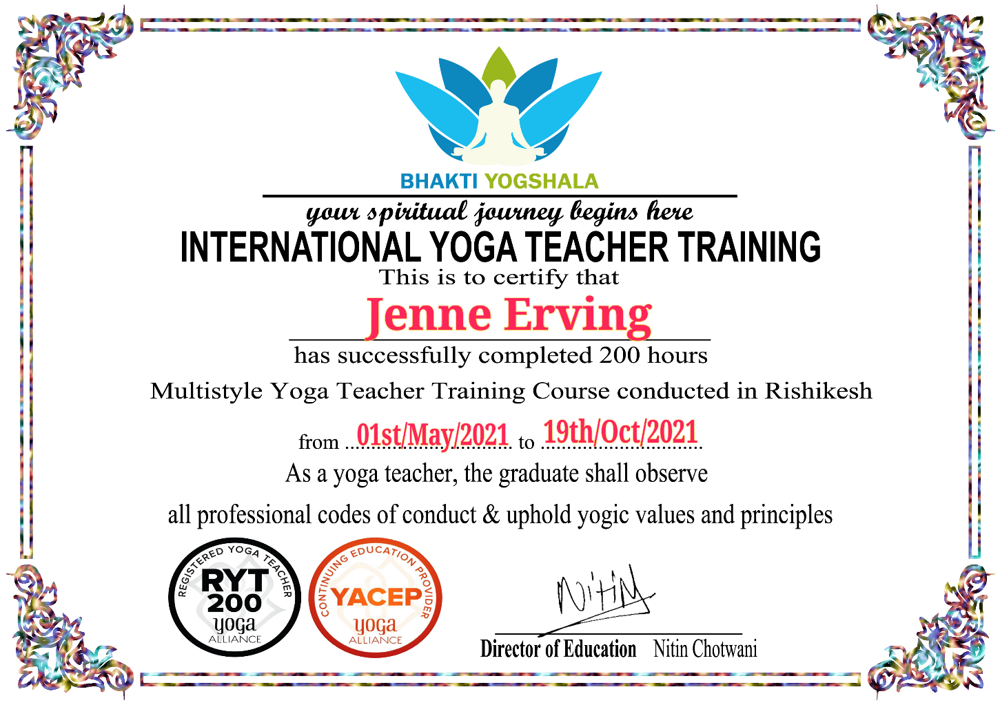 BHAKTI YOGSHALA
your spiritual journey begins here
INTERNATIONAL YOGA TEACHER TRAINING
This is to certify that
Jenne Erving
has successfully completed 200 hours
Multistyle Yoga Teacher Training Course conducted in Rishikesh
from 01st/May/2021 to 19th/Oct/2021
As a yoga teacher, the graduate shall observe
all professional codes of conduct & uphold yogic values and principles
REGISTERED YOGA TEACHER
RYT
200
yoga
ALLIANCE
CONTINUING EDUCATION PROVIDER
YACEP
yoga
ALLIANCE
Nitin
Director of Education Nitin Chotwani